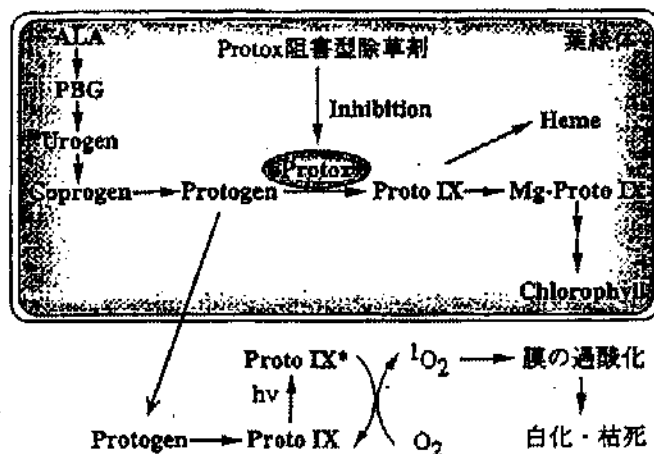 ALA
Protox阻害型除草剤
葉緑体
PBG
Inhibition
Urogen
Heme
Protox
Coprogen
Protogen
Proto IX
Mg-Proto IX
Chlorophyll
Proto IX*
¹O₂
膜の過酸化
hν
Protogen
Proto IX
O₂
白化・枯死